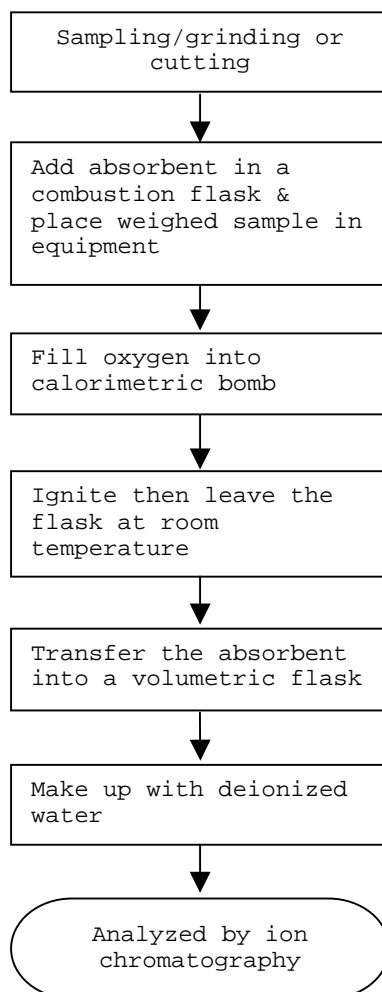 Sampling/grinding or
cutting
Add absorbent in a
combustion flask &
place weighed sample in
equipment
Fill oxygen into
calorimetric bomb
Ignite then leave the
flask at room
temperature
Transfer the absorbent
into a volumetric flask
Make up with deionized
water
Analyzed by ion
chromatography